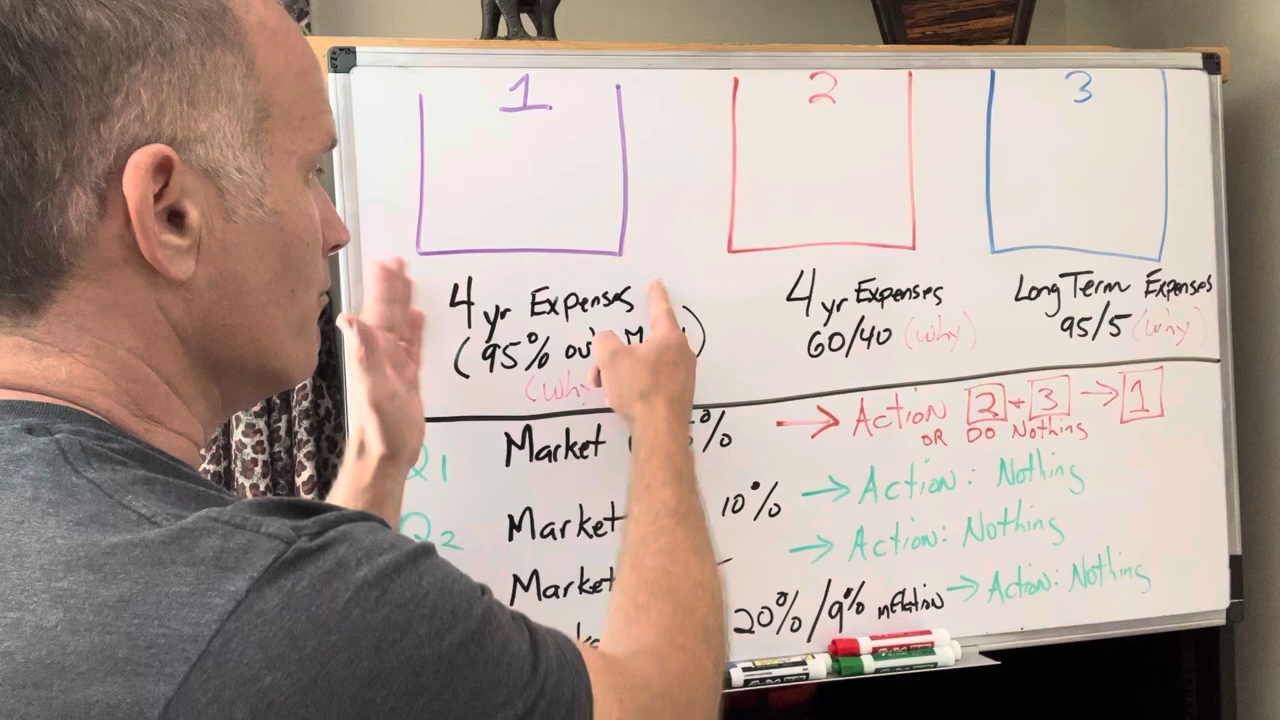 1
2
3
4 yr Expenses
(95% out M )
(why
4 yr Expenses
60/40 (why)
Long Term Expenses
95/5 (why)
Q1
Market %
→ Action 2 + 3 → 1
OR DO Nothing
Q2
Market 10% → Action: Nothing
Market → Action: Nothing
20%/9% inflation → Action: Nothing